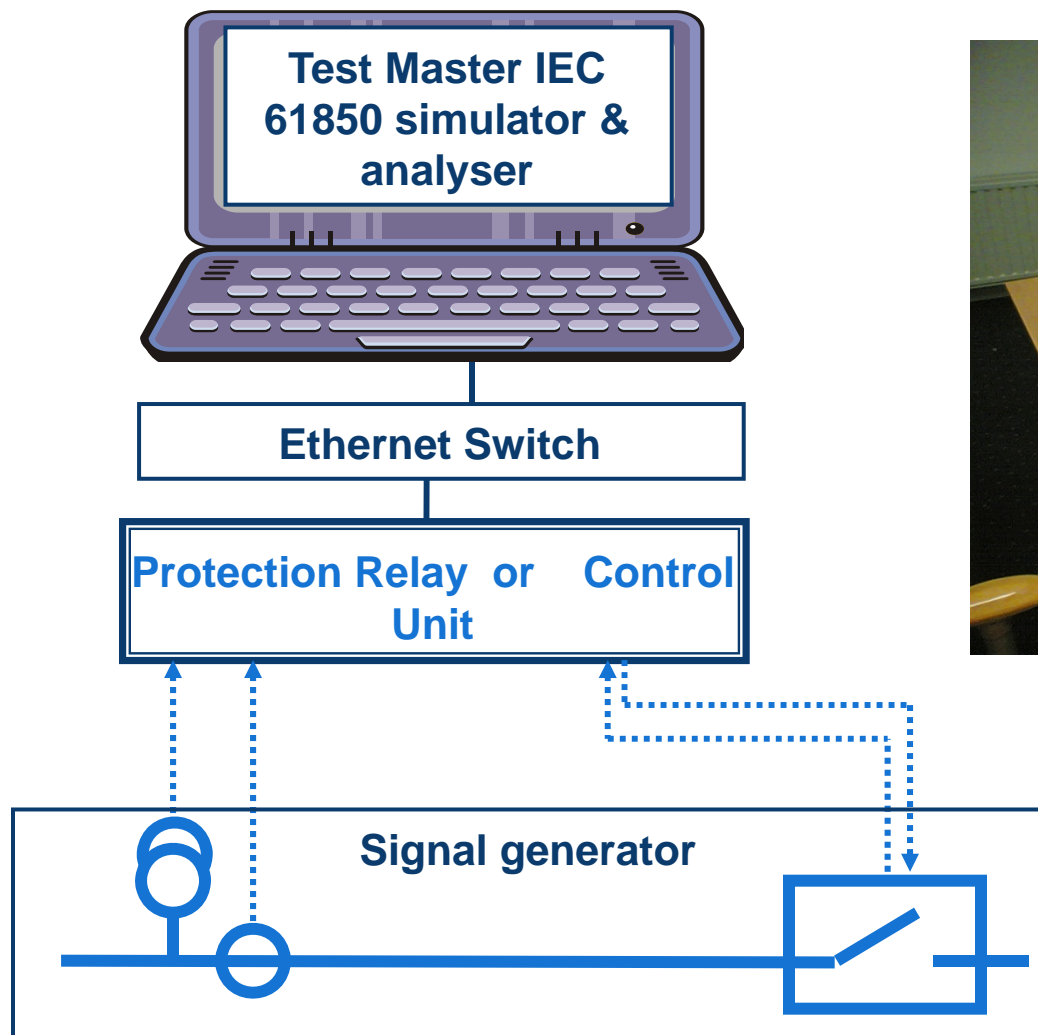 Test Master IEC
61850 simulator &
analyser
Ethernet Switch
Protection Relay or Control
Unit
Signal generator